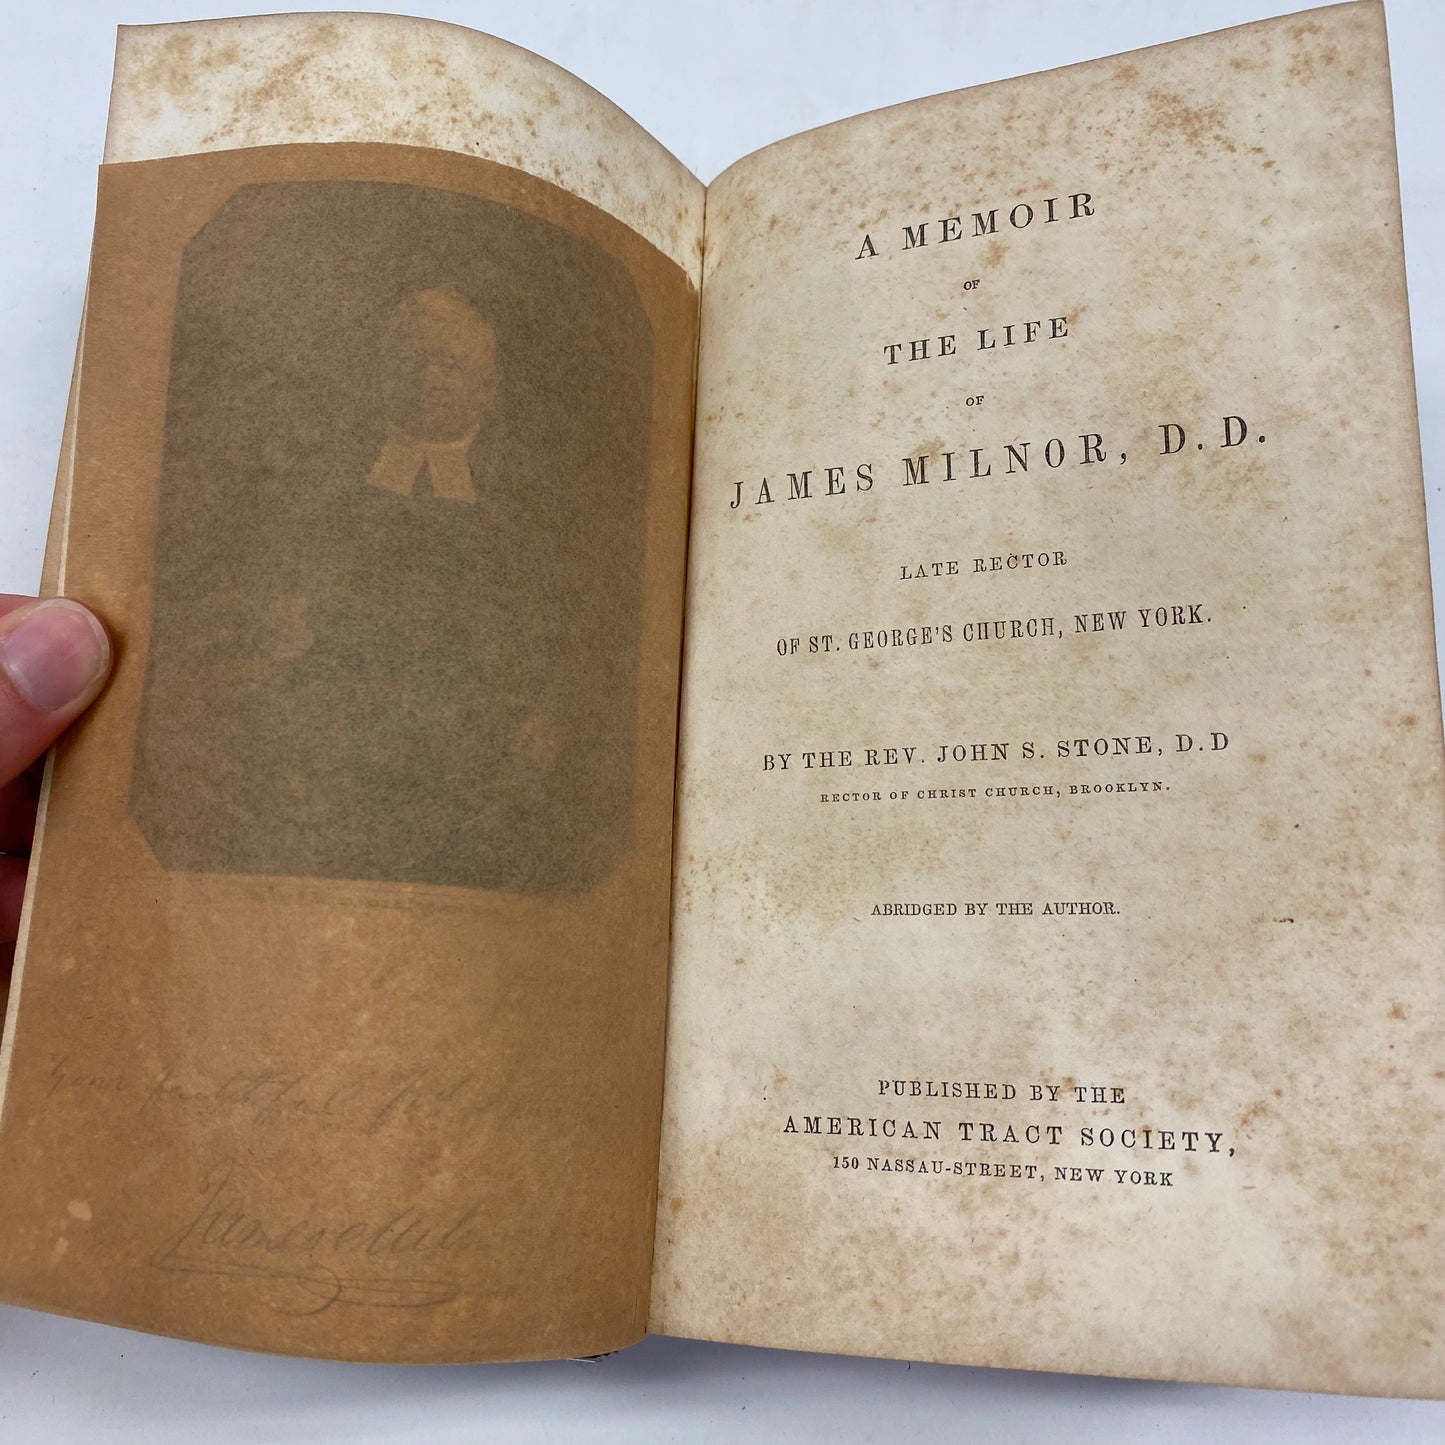 James Milnor
A MEMOIR
OF
THE LIFE
OF
JAMES MILNOR, D. D.
LATE RECTOR
OF ST. GEORGE'S CHURCH, NEW YORK.
BY THE REV. JOHN S. STONE, D. D
RECTOR OF CHRIST CHURCH, BROOKLYN.
ABRIDGED BY THE AUTHOR.
PUBLISHED BY THE
AMERICAN TRACT SOCIETY,
150 NASSAU-STREET, NEW YORK